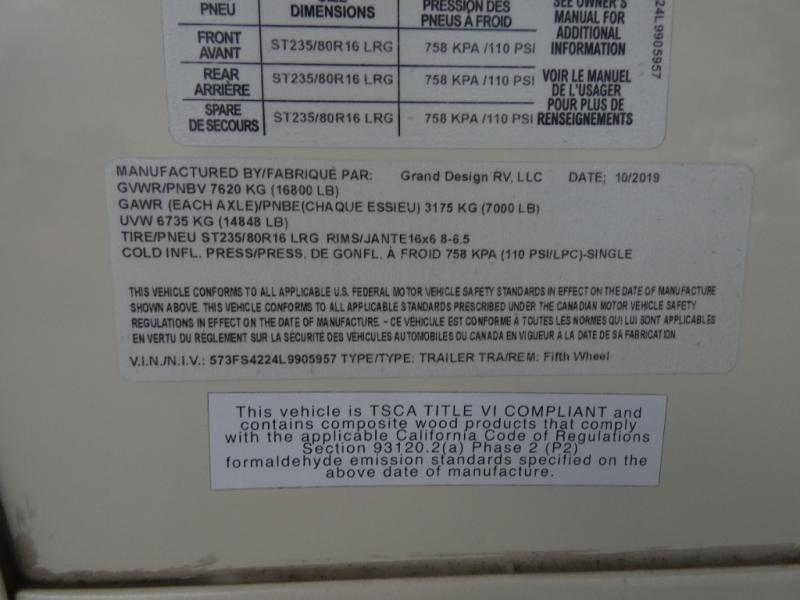 PNEU DIMENSIONS PRESSION DES PNEUS À FROID
SEE OWNER'S
MANUAL FOR
ADDITIONAL
INFORMATION
FRONT AVANT ST235/80R16 LRG 758 KPA /110 PSI
REAR ARRIÈRE ST235/80R16 LRG 758 KPA /110 PSI
SPARE DE SECOURS ST235/80R16 LRG 758 KPA /110 PSI
VOIR LE MANUEL
DE L'USAGER
POUR PLUS DE
RENSEIGNEMENTS
24L9905957
MANUFACTURED BY/FABRIQUÉ PAR: Grand Design RV, LLC DATE; 10/2019
GVWR/PNBV 7620 KG (16800 LB)
GAWR (EACH AXLE)/PNBE(CHAQUE ESSIEU) 3175 KG (7000 LB)
UVW 6735 KG (14848 LB)
TIRE/PNEU ST235/80R16 LRG RIMS/JANTE16x6 8-6.5
COLD INFL. PRESS/PRESS. DE GONFL. À FROID 758 KPA (110 PSI/LPC)-SINGLE
THIS VEHICLE CONFORMS TO ALL APPLICABLE U.S. FEDERAL MOTOR VEHICLE SAFETY STANDARDS IN EFFECT ON THE DATE OF MANUFACTURE
SHOWN ABOVE. THIS VEHICLE CONFORMS TO ALL APPLICABLE STANDARDS PRESCRIBED UNDER THE CANADIAN MOTOR VEHICLE SAFETY
REGULATIONS IN EFFECT ON THE DATE OF MANUFACTURE. - CE VÉHICULE EST CONFORME À TOUTES LES NORMES QUI LUI SONT APPLICABLES
EN VERTU DU RÈGLEMENT SUR LA SÉCURITÉ DES VÉHICULES AUTOMOBILES DU CANADA EN VIGUEUR À LA DATE DE SA FABRICATION.
V.I.N./N.I.V.: 573FS4224L9905957 TYPE/TYPE: TRAILER TRA/REM: Fifth Wheel
This vehicle is TSCA TITLE VI COMPLIANT and
contains composite wood products that comply
with the applicable California Code of Regulations
Section 93120.2(a) Phase 2 (P2)
formaldehyde emission standards specified on the
above date of manufacture.